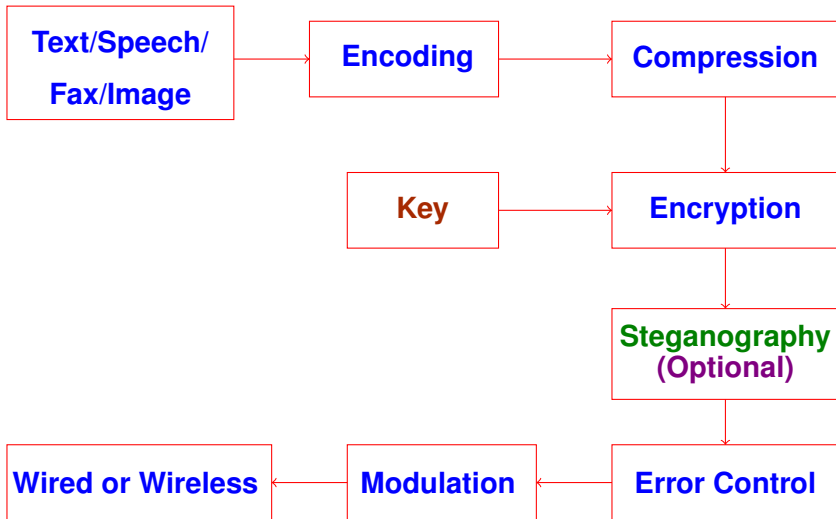 Text/Speech/
Fax/Image
Encoding
Compression
Key
Encryption
Steganography
(Optional)
Wired or Wireless
Modulation
Error Control